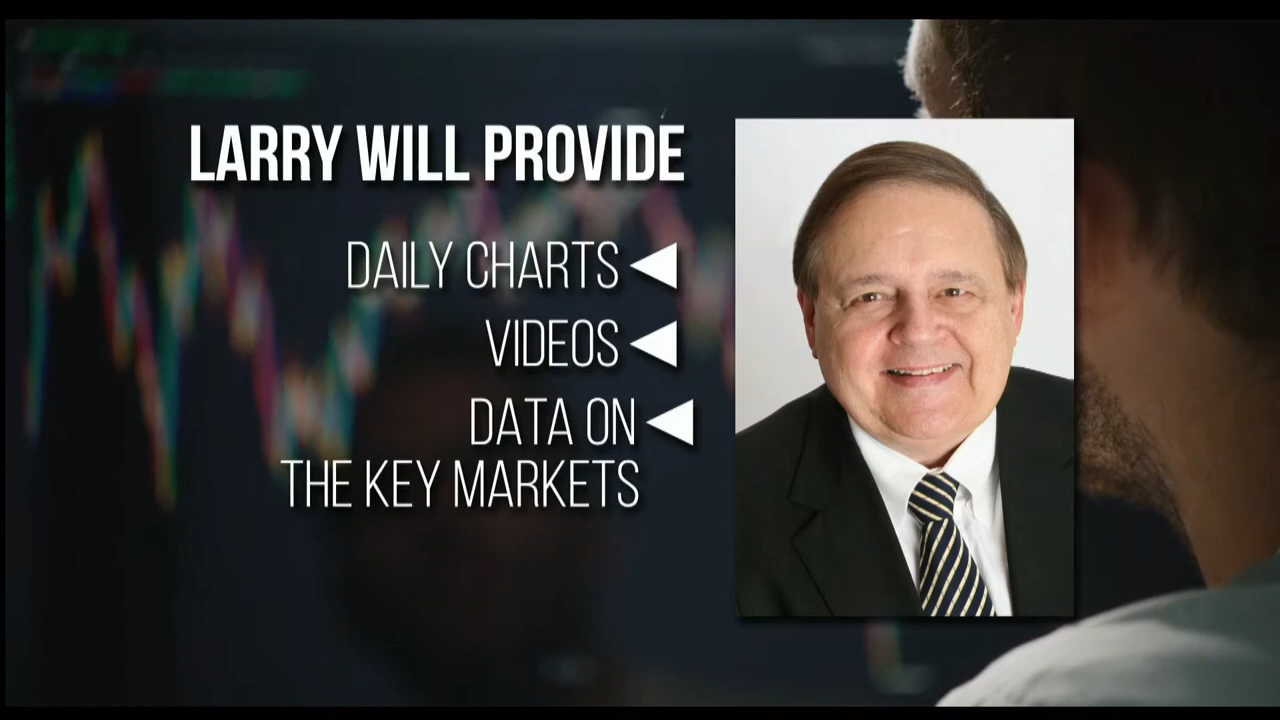 LARRY WILL PROVIDE
DAILY CHARTS
VIDEOS
DATA ON
THE KEY MARKETS